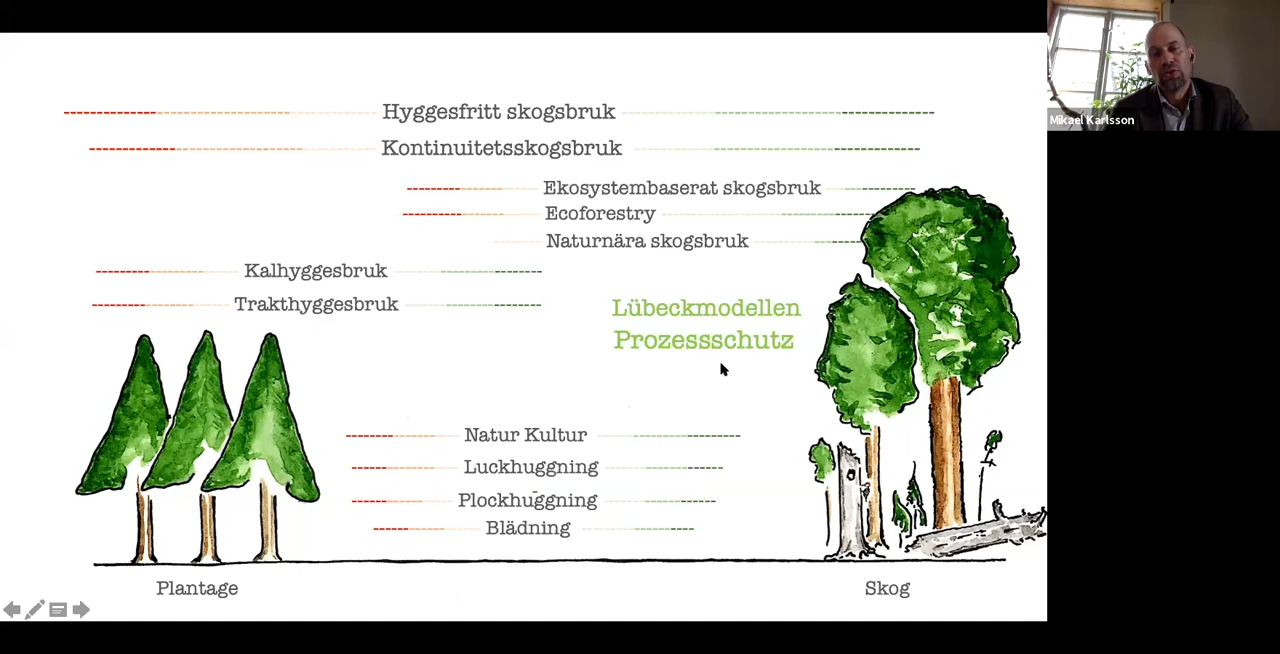 Hyggesfritt skogsbruk
Kontinuitetsskogsbruk
Ekosystembaserat skogsbruk
Ecoforestry
Naturnära skogsbruk
Kalhyggesbruk
Trakthyggesbruk
Lübeckmodellen
Prozessschutz
Natur Kultur
Luckhuggning
Plockhuggning
Blädning
Plantage
Skog
Mikael Karlsson